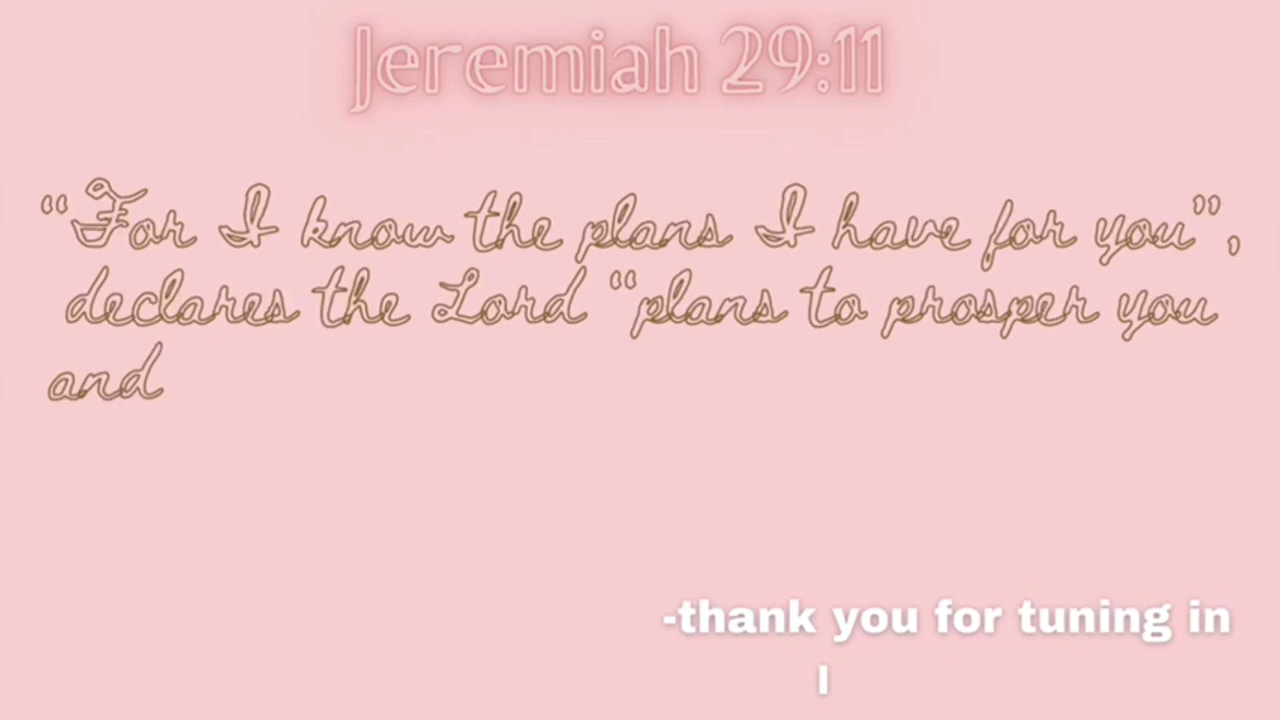 Jeremiah 29:11
“For I know the plans I have for you”,
declares the Lord “plans to prosper you
and
-thank you for tuning in
I